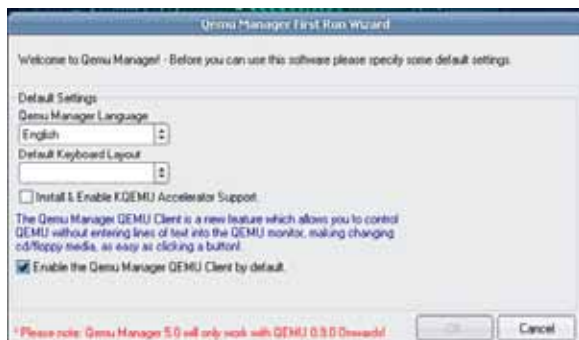 Qemu Manager First Run Wizard
Welcome to Qemu Manager! - Before you can use this software please specify some default settings.
Default Settings
Qemu Manager Language
English
Default Keyboard Layout
Install & Enable KQEMU Accelerator Support.
The Qemu Manager QEMU Client is a new feature which allows you to control
QEMU without entering lines of text into the QEMU monitor, making changing
cd/floppy media, as easy as clicking a button!
Enable the Qemu Manager QEMU Client by default.
* Please note: Qemu Manager 5.0 will only work with QEMU 0.9.0 Onwards!
Cancel